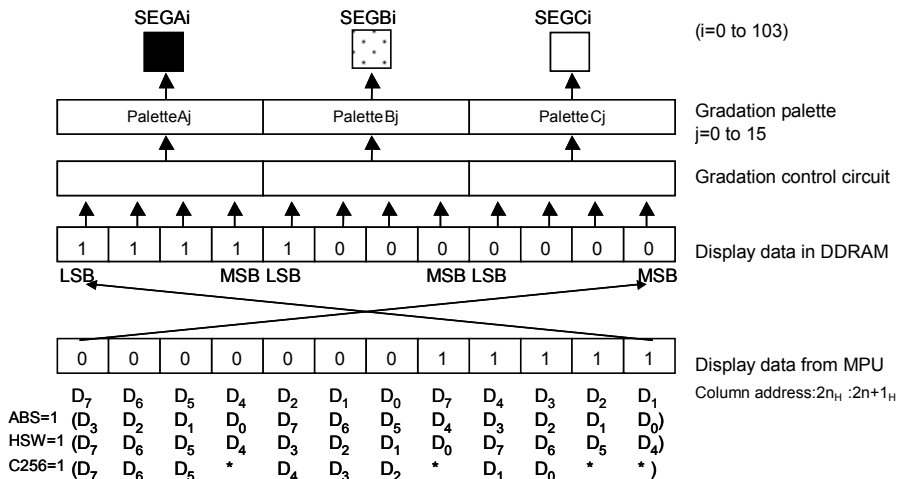 SEGAi SEGBi SEGCi (i=0 to 103)
PaletteAj PaletteBj PaletteCj Gradation palette
j=0 to 15
Gradation control circuit
1 1 1 1 1 0 0 0 0 0 0 0 Display data in DDRAM
LSB MSB LSB MSB LSB MSB
0 0 0 0 0 0 0 1 1 1 1 1 Display data from MPU
D7 D6 D5 D4 D2 D1 D0 D7 D4 D3 D2 D1 Column address:2nH :2n+1H
ABS=1 (D3 D2 D1 D0 D7 D6 D5 D4 D3 D2 D1 D0)
HSW=1 (D7 D6 D5 D4 D3 D2 D1 D0 D7 D6 D5 D4)
C256=1 (D7 D6 D5 * D4 D3 D2 * D1 D0 * * )